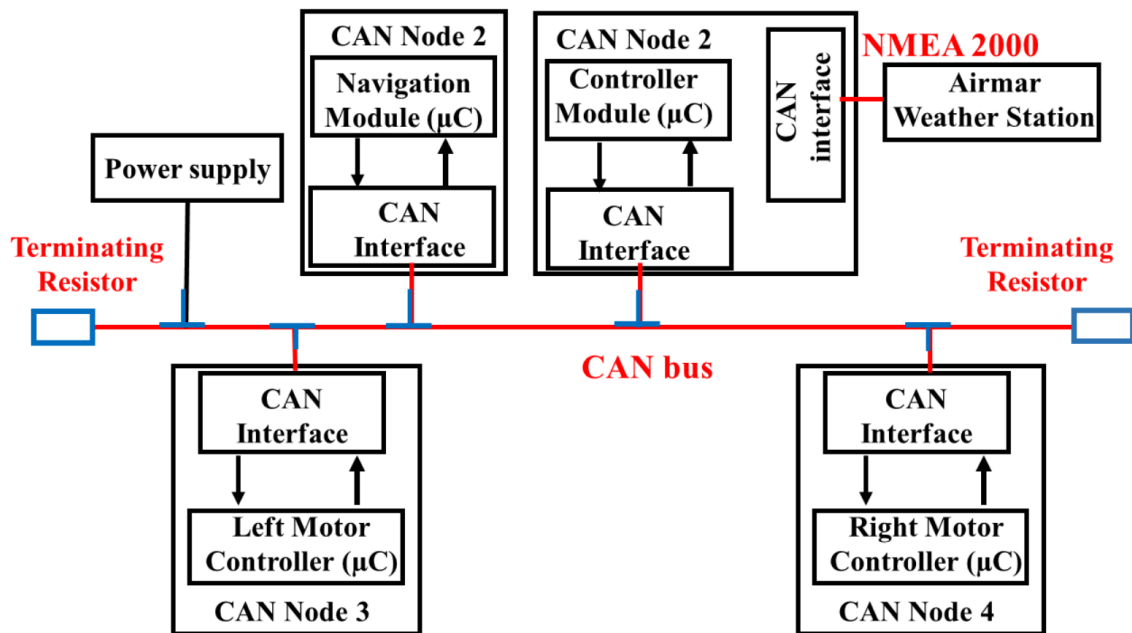 CAN Node 2
Navigation
Module (µC)
CAN
Interface
CAN Node 2
Controller
Module (µC)
CAN
Interface
CAN
interface
NMEA 2000
Airmar
Weather Station
Power supply
Terminating
Resistor
Terminating
Resistor
CAN bus
CAN
Interface
Left Motor
Controller (µC)
CAN Node 3
CAN
Interface
Right Motor
Controller (µC)
CAN Node 4